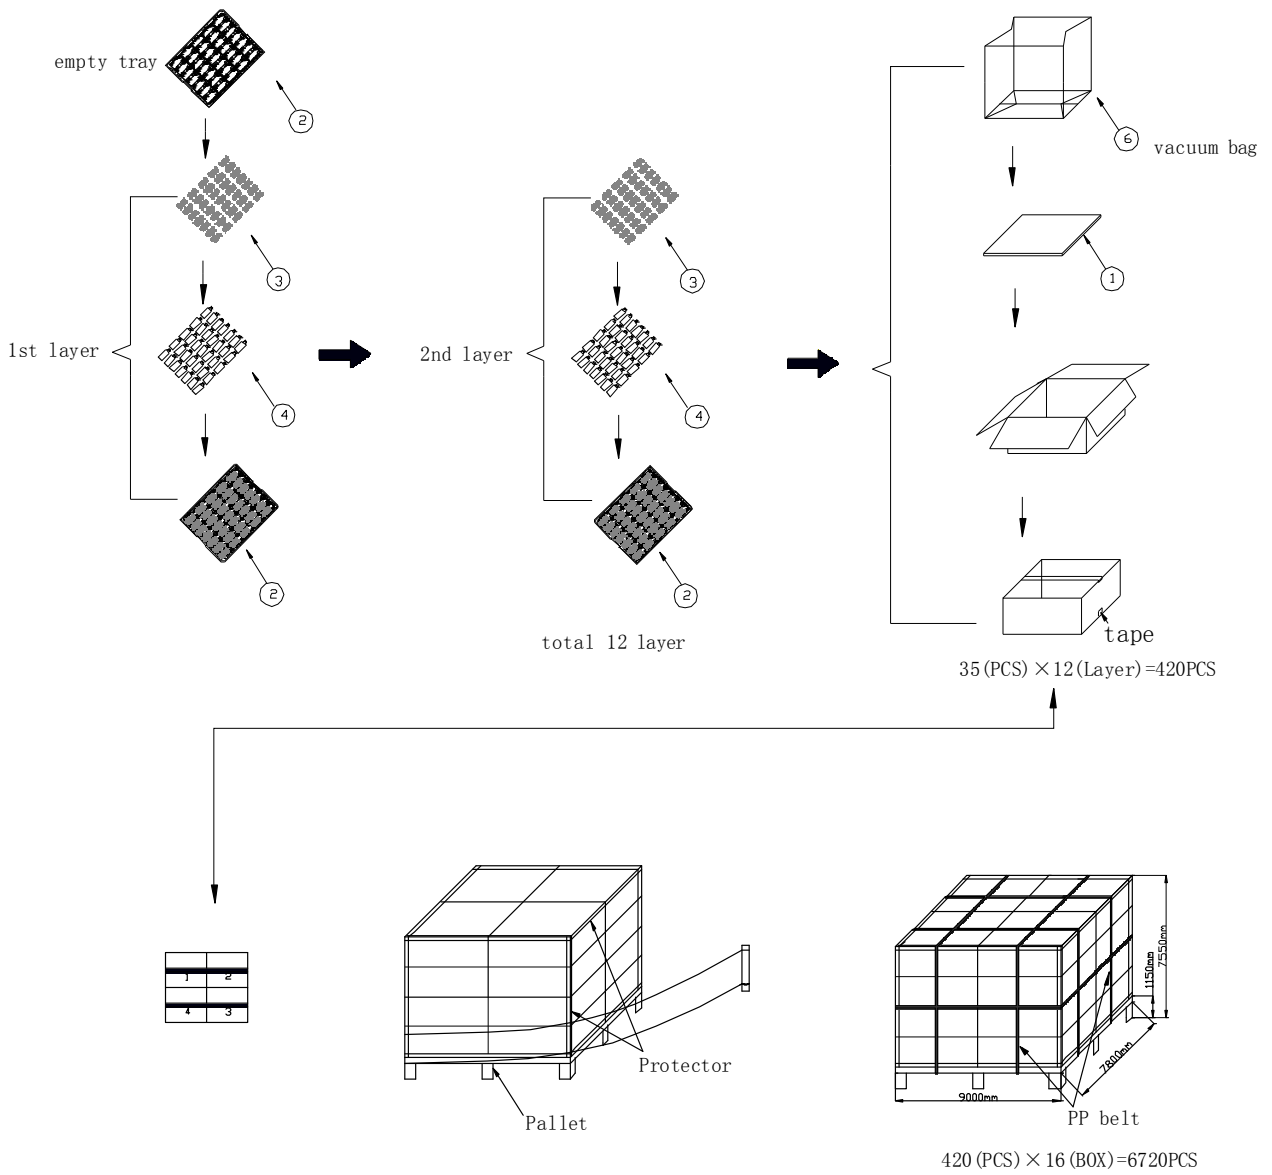 empty tray
2
3
1st layer
4
2
3
2nd layer
4
2
total 12 layer
6
vacuum bag
1
tape
35(PCS)×12(Layer)=420PCS
1 2
4 3
Protector
Pallet
7550mm
1150mm
7800mm
9000mm
PP belt
420(PCS)×16(BOX)=6720PCS